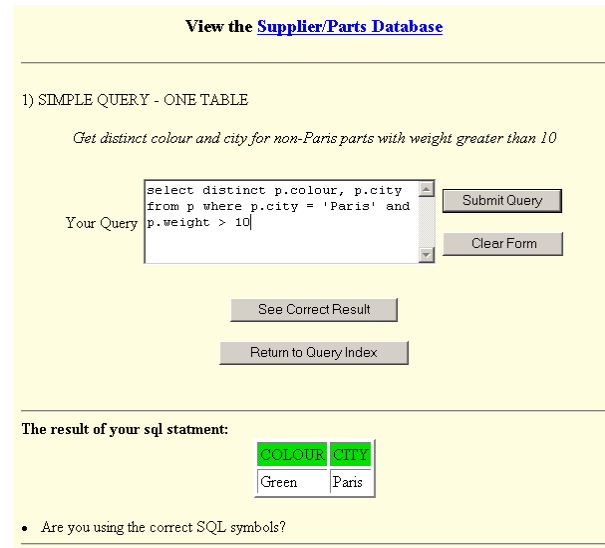 View the Supplier/Parts Database
1) SIMPLE QUERY - ONE TABLE
Get distinct colour and city for non-Paris parts with weight greater than 10
Your Query
select distinct p.colour, p.city
from p where p.city = 'Paris' and
p.weight > 10
Submit Query
Clear Form
See Correct Result
Return to Query Index
The result of your sql statment:
COLOUR CITY
Green Paris
• Are you using the correct SQL symbols?